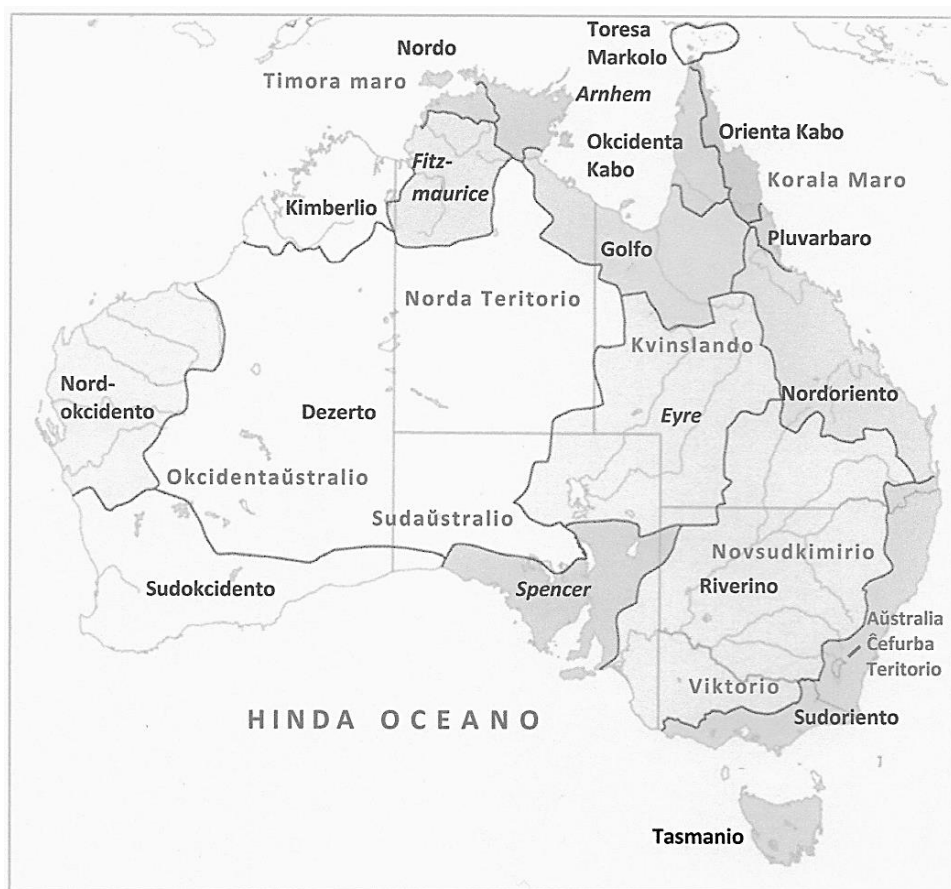 Toresa
Markolo
Nordo
Timora maro
Arnhem
Okcidenta
Kabo
Orienta Kabo
Korala Maro
Fitz-
maurice
Kimberlio
Golfo
Pluvarbaro
Norda Teritorio
Kvinslando
Nord-
okcidento
Dezerto
Eyre
Nordoriento
Okcidentaŭstralio
Sudaŭstralio
Novsudkimirio
Sudokcidento
Spencer
Riverino
Aŭstralia
Ĉefurba
Teritorio
Viktorio
HINDA OCEANO
Sudoriento
Tasmanio